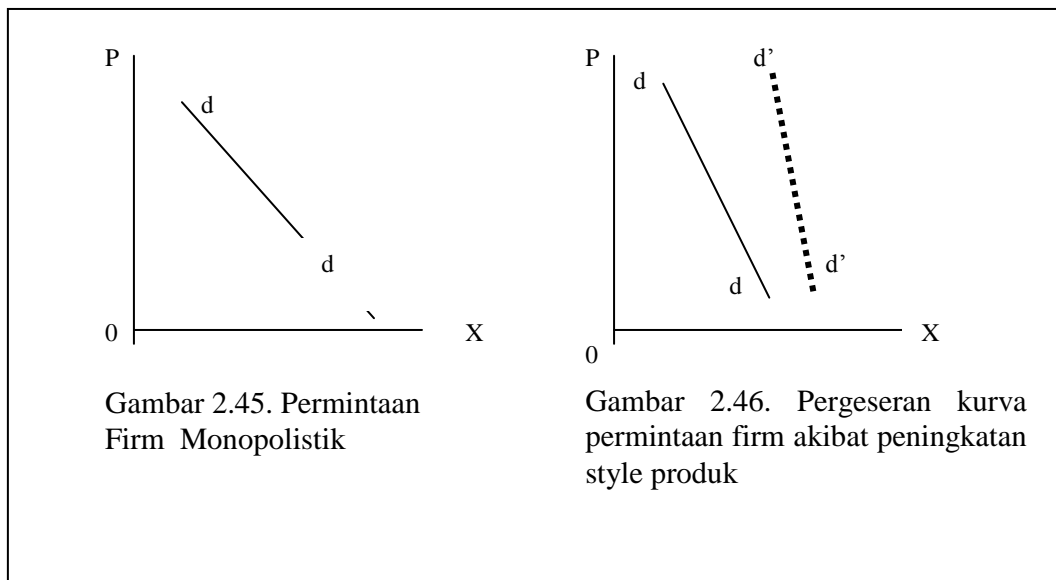 P
d
d
0
X
Gambar 2.45. Permintaan
Firm Monopolistik
P
d
d’
d
d’
0
X
Gambar 2.46. Pergeseran kurva
permintaan firm akibat peningkatan
style produk